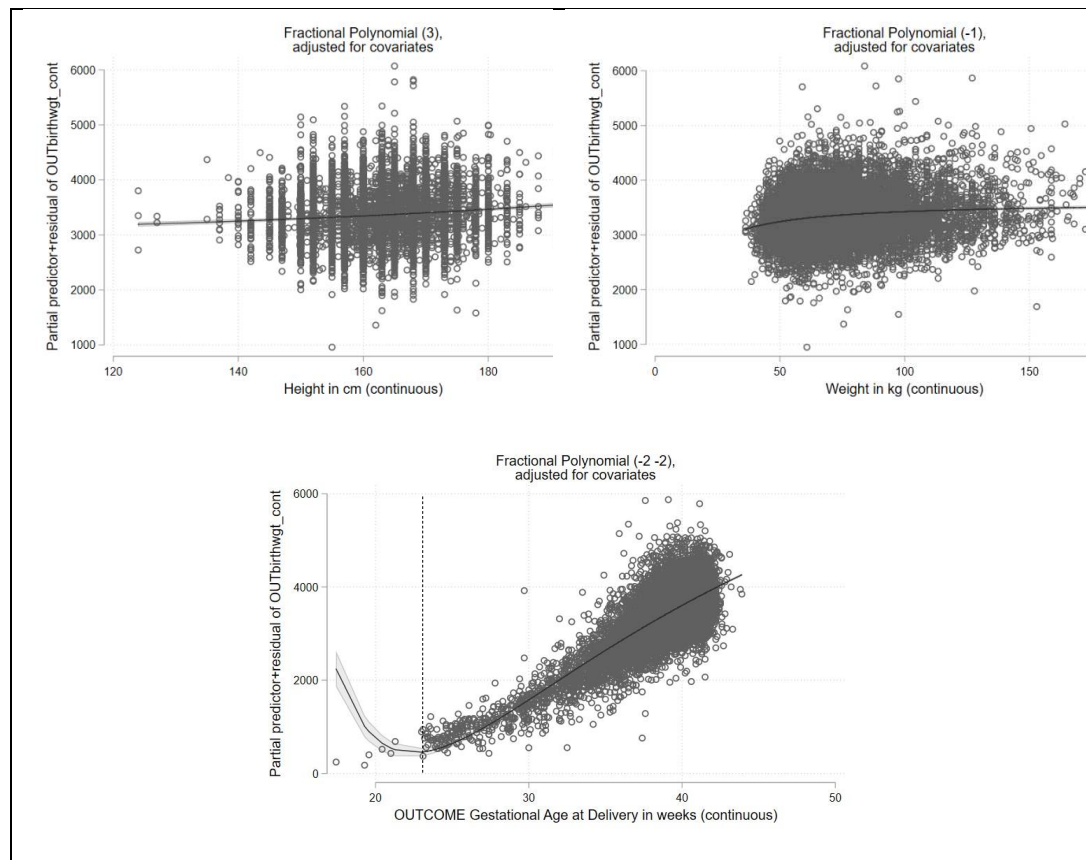 Fractional Polynomial (3),
adjusted for covariates
Partial predictor+residual of OUTbirthwgt_cont
6000
5000
4000
3000
2000
1000
120
140
160
180
Height in cm (continuous)
Fractional Polynomial (-1),
adjusted for covariates
Partial predictor+residual of OUTbirthwgt_cont
6000
5000
4000
3000
2000
1000
0
50
100
150
Weight in kg (continuous)
Fractional Polynomial (-2 -2),
adjusted for covariates
Partial predictor+residual of OUTbirthwgt_cont
6000
4000
2000
0
20
30
40
50
OUTCOME Gestational Age at Delivery in weeks (continuous)